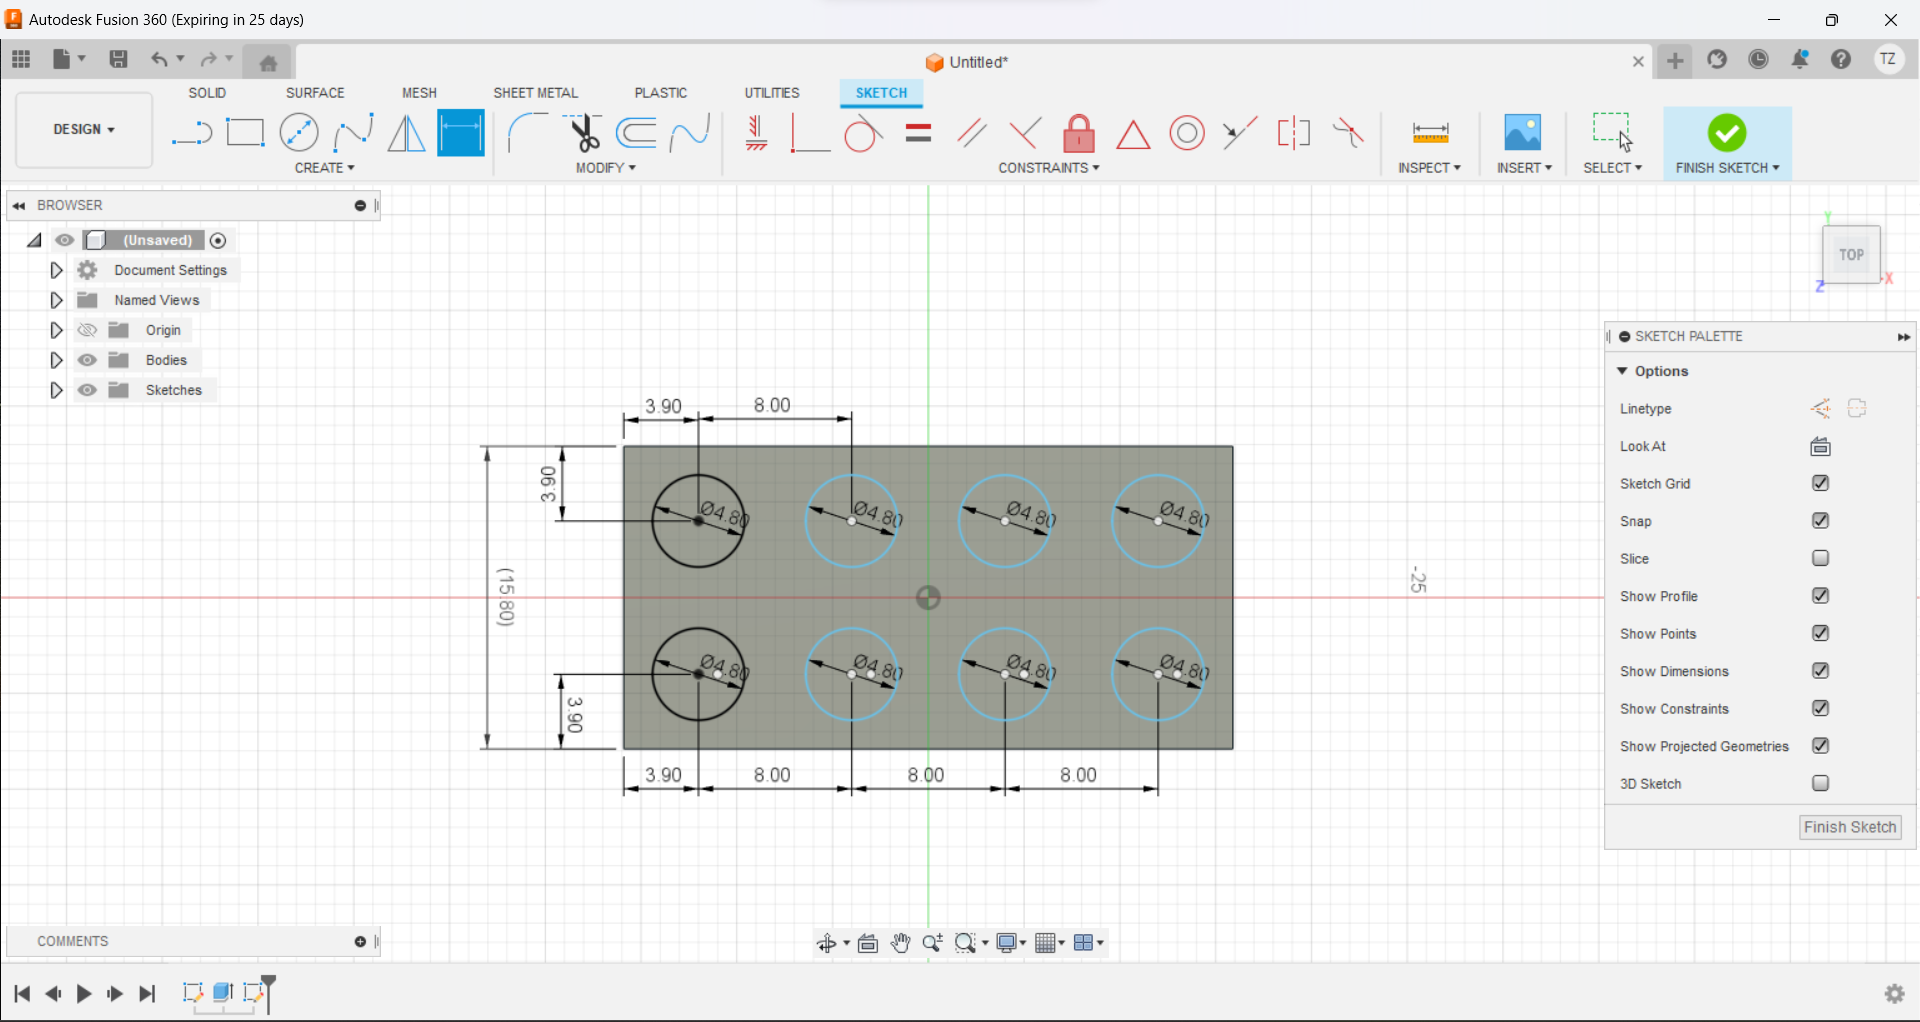 Autodesk Fusion 360 (Expiring in 25 days)
Untitled*
TZ
SOLID SURFACE MESH SHEET METAL PLASTIC UTILITIES SKETCH
DESIGN
CREATE MODIFY CONSTRAINTS INSPECT INSERT SELECT FINISH SKETCH
BROWSER
(Unsaved)
Document Settings
Named Views
Origin
Bodies
Sketches
Y
TOP
X
Z
SKETCH PALETTE
Options
Linetype
Look At
Sketch Grid
Snap
Slice
Show Profile
Show Points
Show Dimensions
Show Constraints
Show Projected Geometries
3D Sketch
Finish Sketch
3.90 8.00
3.90
Ø4.80 Ø4.80 Ø4.80 Ø4.80
(15.80)
-25
Ø4.80 Ø4.80 Ø4.80 Ø4.80
3.90
3.90 8.00 8.00 8.00
COMMENTS